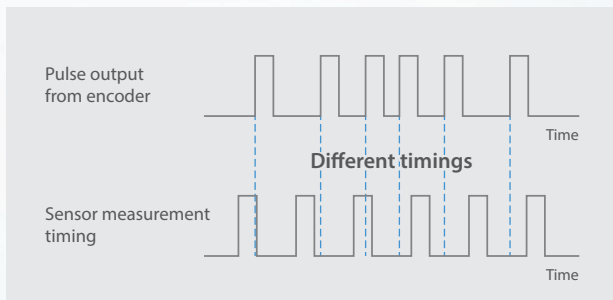 Pulse output
from encoder
Time
Different timings
Sensor measurement
timing
Time